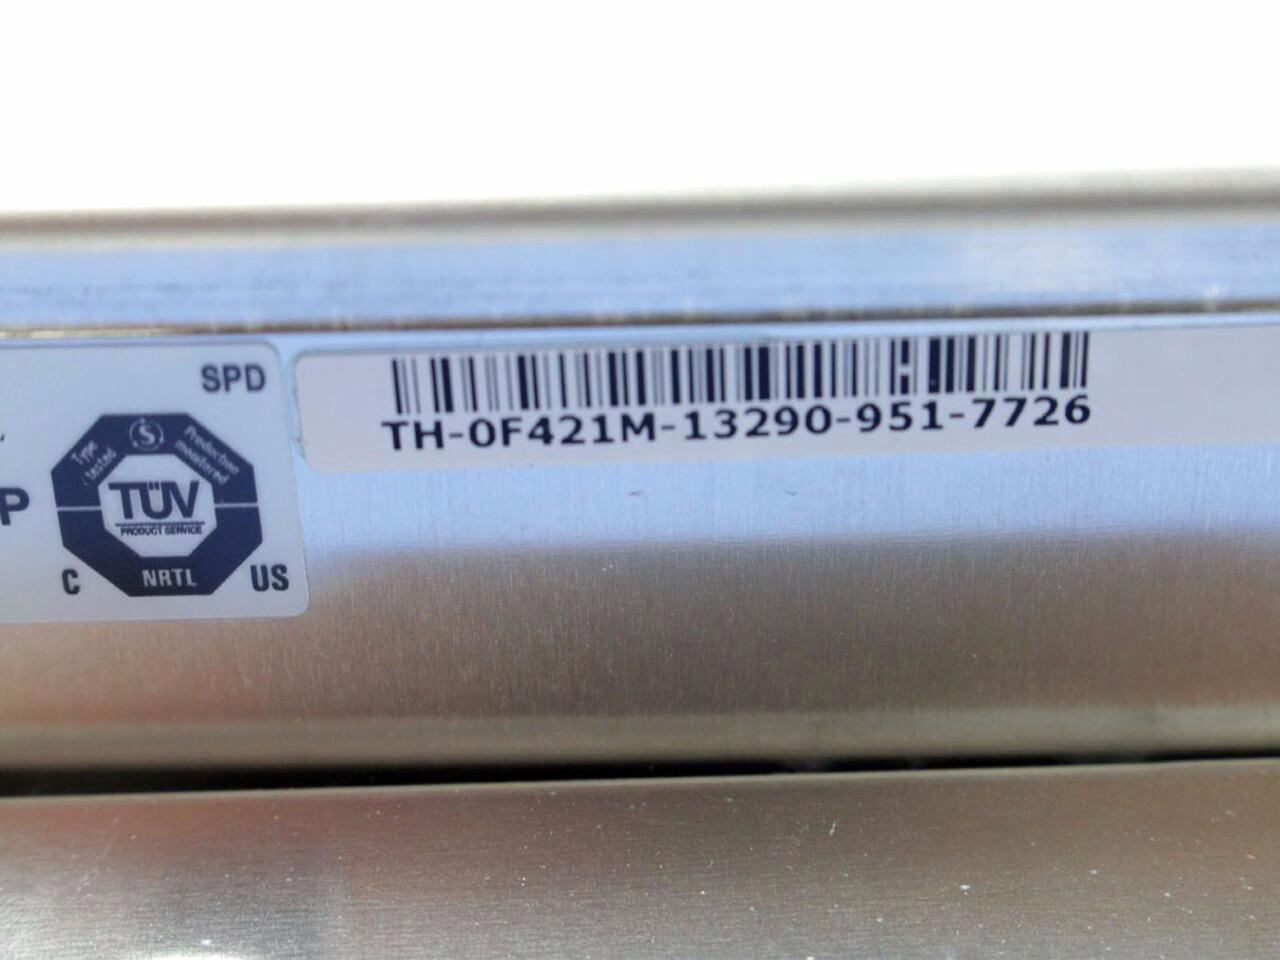 SPD
TH-0F421M-13290-951-7726
P
Type tested
S
Production monitored
TÜV
PRODUCT SERVICE
C
NRTL
US